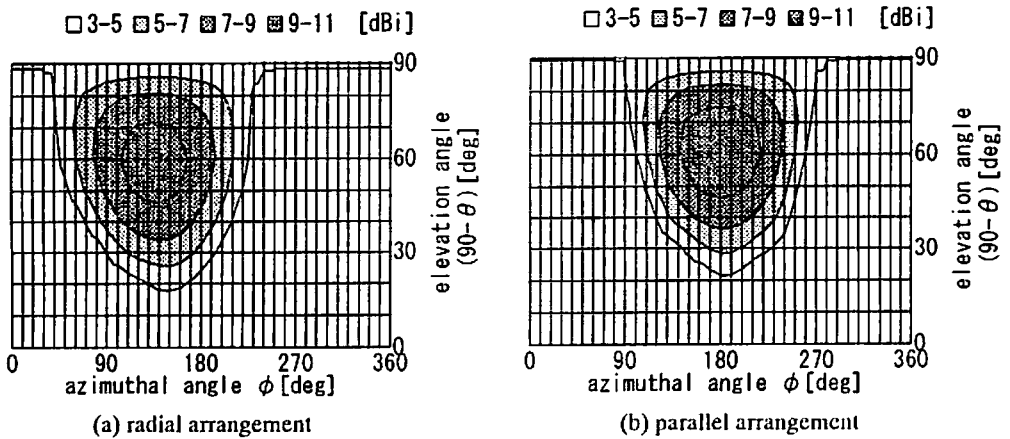 □ 3-5 ▩ 5-7 ▩ 7-9 ▩ 9-11 [dBi]
90
60
30
0
elevation angle
(90-θ) [deg]
0 90 180 270 360
azimuthal angle φ [deg]
(a) radial arrangement
□ 3-5 ▩ 5-7 ▩ 7-9 ▩ 9-11 [dBi]
90
60
30
0
elevation angle
(90-θ) [deg]
0 90 180 270 360
azimuthal angle φ [deg]
(b) parallel arrangement